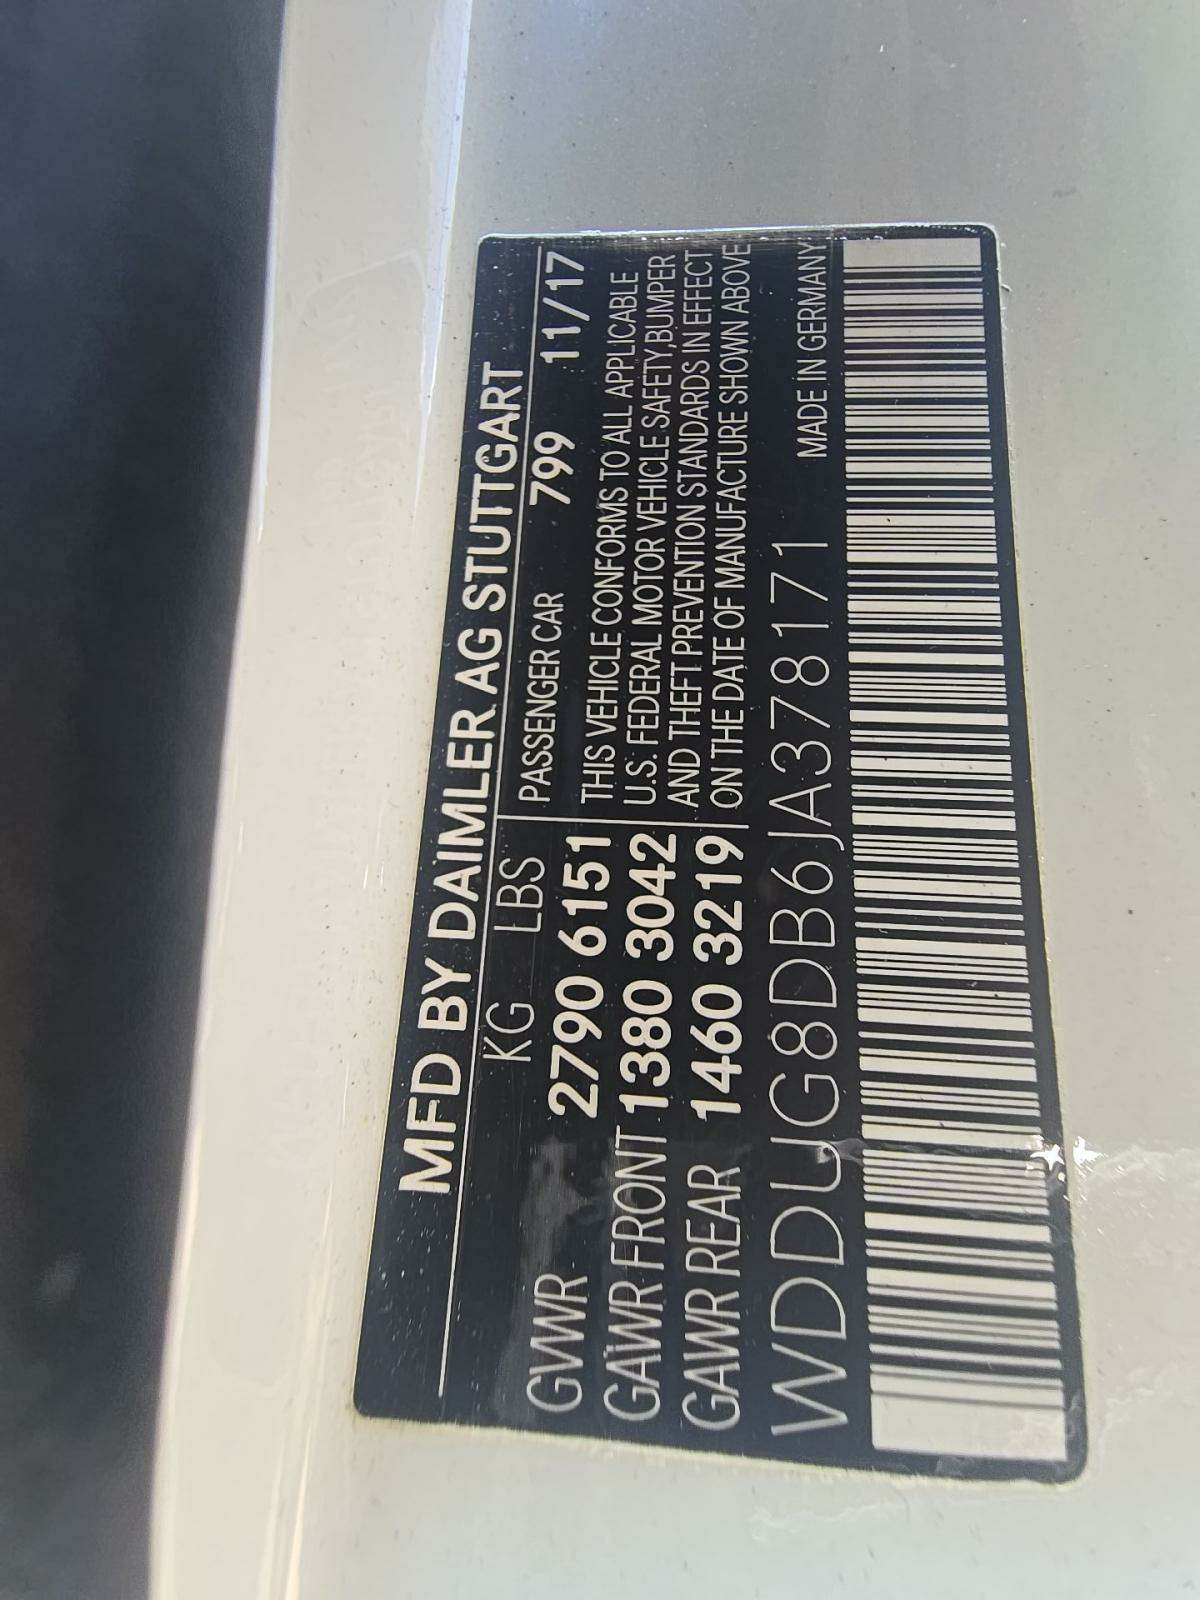 MFD BY DAIMLER AG STUTTGART
KG LBS PASSENGER CAR 799 11/17
GVWR 2790 6151
GAWR FRONT 1380 3042
GAWR REAR 1460 3219
THIS VEHICLE CONFORMS TO ALL APPLICABLE
U.S. FEDERAL MOTOR VEHICLE SAFETY,BUMPER
AND THEFT PREVENTION STANDARDS IN EFFECT
ON THE DATE OF MANUFACTURE SHOWN ABOVE
WDDUG8DB6JA378171 MADE IN GERMANY